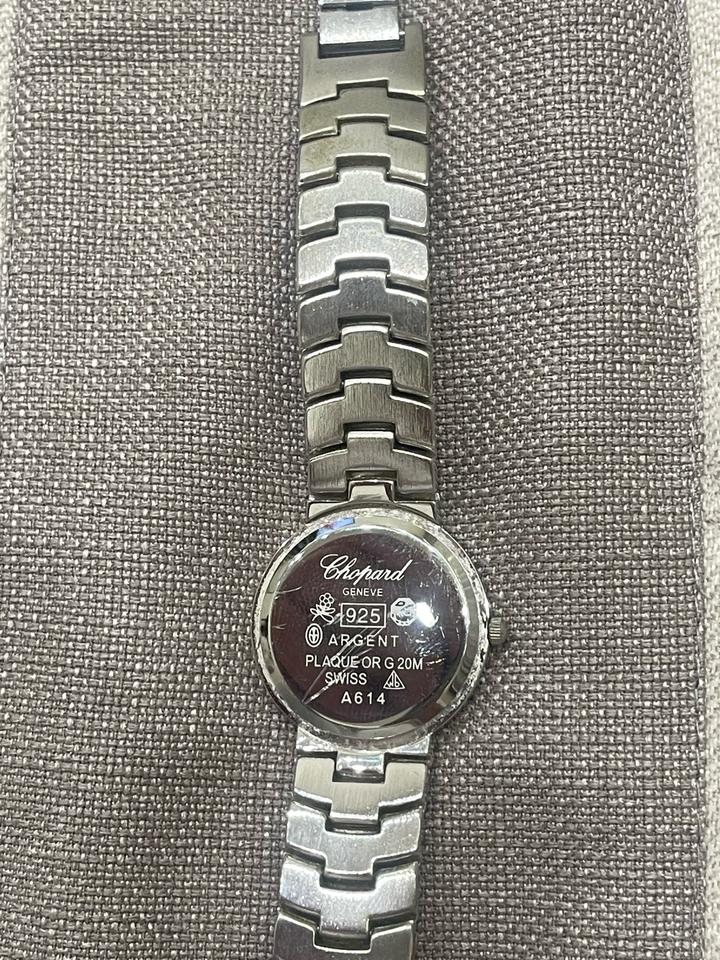 Chopard
GENEVE
925
ARGENT
PLAQUE OR G 20M
SWISS
A614